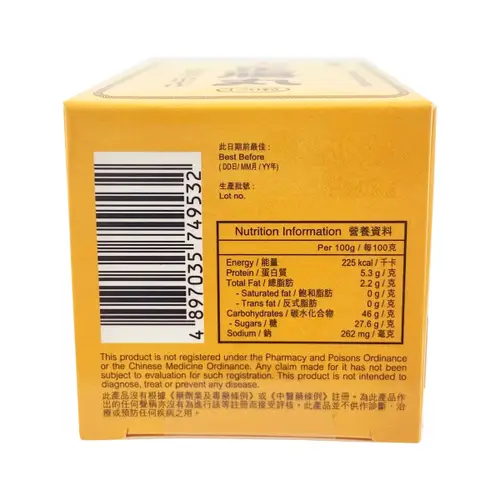 此日期前最佳：
Best Before
(DD日/ MM月 / YY年)
生產批號：
Lot no.
4 897035 749532
Nutrition Information 營養資料
Per 100g / 每100克
Energy / 能量 225 kcal / 千卡
Protein / 蛋白質 5.3 g / 克
Total Fat / 總脂肪 2.2 g / 克
- Saturated fat / 飽和脂肪 0 g / 克
- Trans fat / 反式脂肪 0 g / 克
Carbohydrates / 碳水化合物 46 g / 克
- Sugars / 糖 27.6 g / 克
Sodium / 鈉 262 mg / 毫克
This product is not registered under the Pharmacy and Poisons Ordinance
or the Chinese Medicine Ordinance. Any claim made for it has not been
subject to evaluation for such registration. This product is not intended to
diagnose, treat or prevent any disease.
此產品沒有根據《藥劑業及毒藥條例》或《中醫藥條例》註冊。為此產品作
出的任何聲稱亦沒有為進行該等註冊而接受評核。此產品並不供作診斷、治
療或預防任何疾病之用。